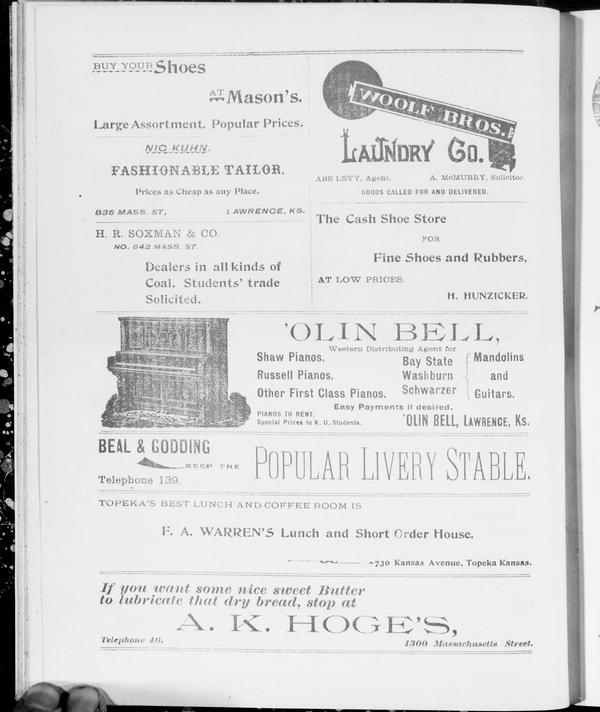 BUY YOUR Shoes
AT Mason's.
Large Assortment. Popular Prices.
NIC KUHN.
FASHIONABLE TAILOR.
Prices as Cheap as any Place.
836 MASS. ST, LAWRENCE, KS.
H. R. SOXMAN & CO.
NO. 642 MASS. ST.
Dealers in all kinds of
Coal. Students' trade
Solicited.
WOOLF BROS.
LAUNDRY CO.
ABE LEVY, Agent. A. McMURRY, Solicitor.
GOODS CALLED FOR AND DELIVERED.
The Cash Shoe Store
FOR
Fine Shoes and Rubbers,
AT LOW PRICES.
H. HUNZICKER.
'OLIN BELL,
Western Distributing Agent for
Shaw Pianos,
Russell Pianos,
Other First Class Pianos.
Bay State
Washburn
Schwarzer
Mandolins
and
Guitars.
Easy Payments if desired.
PIANOS TO RENT.
Special Prices to K. U. Students.
'OLIN BELL, LAWRENCE, KS.
BEAL & GODDING
KEEP THE
Telephone 139.
POPULAR LIVERY STABLE.
TOPEKA'S BEST LUNCH AND COFFEE ROOM IS
F. A. WARREN'S Lunch and Short Order House.
730 Kansas Avenue, Topeka Kansas.
If you want some nice sweet Butter
to lubricate that dry bread, stop at
A. K. HOGE'S,
Telephone 40. 1300 Massachusetts Street.